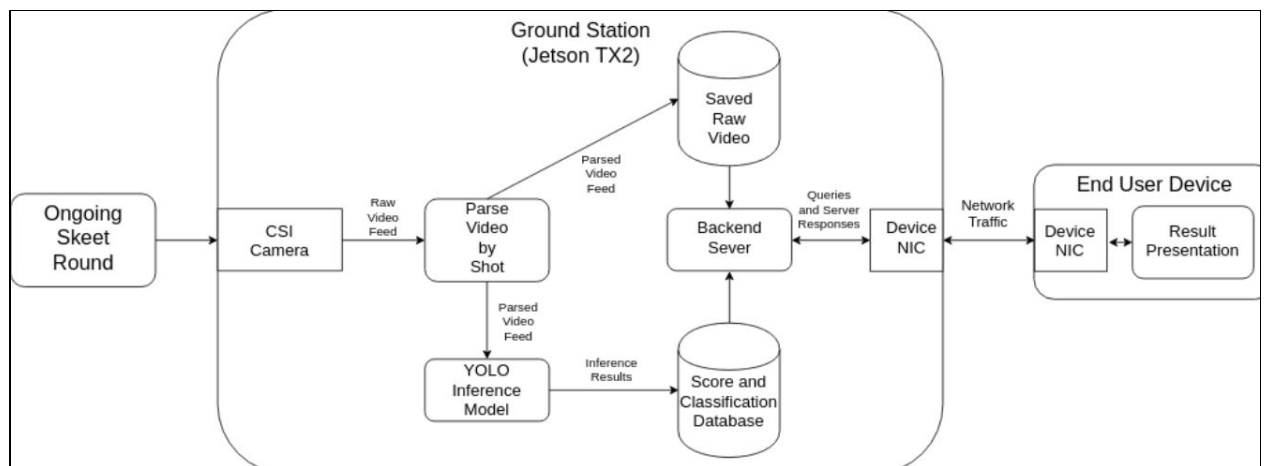 Ground Station
(Jetson TX2)
Saved
Raw
Video
Parsed
Video
Feed
Ongoing
Skeet
Round
CSI
Camera
Raw
Video
Feed
Parse
Video
by
Shot
Backend
Sever
Queries
and Server
Responses
Device
NIC
Network
Traffic
End User Device
Device
NIC
Result
Presentation
Parsed
Video
Feed
YOLO
Inference
Model
Inference
Results
Score and
Classification
Database